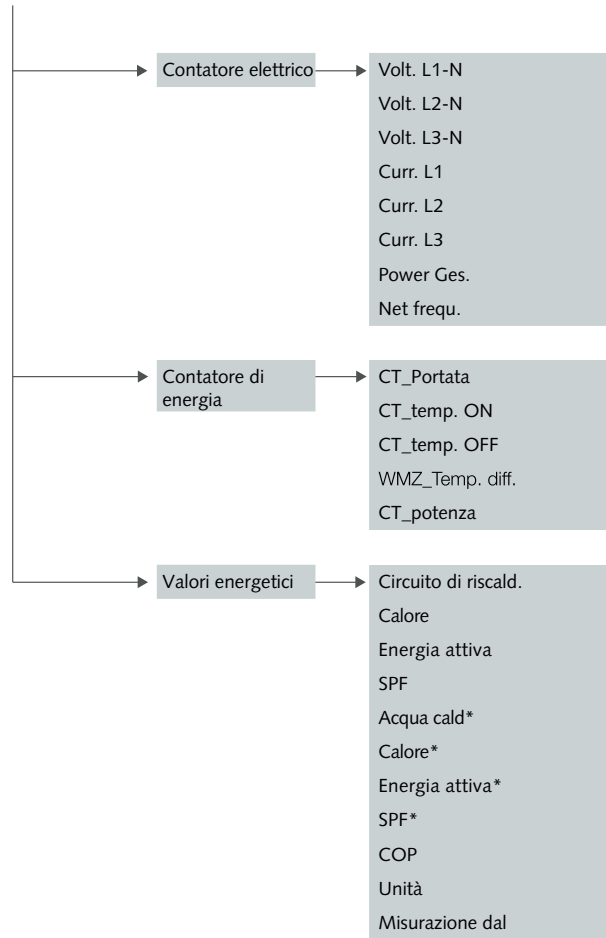 Contatore elettrico
Volt. L1-N
Volt. L2-N
Volt. L3-N
Curr. L1
Curr. L2
Curr. L3
Power Ges.
Net frequ.
Contatore di
energia
CT_Portata
CT_temp. ON
CT_temp. OFF
WMZ_Temp. diff.
CT_potenza
Valori energetici
Circuito di riscald.
Calore
Energia attiva
SPF
Acqua cald*
Calore*
Energia attiva*
SPF*
COP
Unità
Misurazione dal